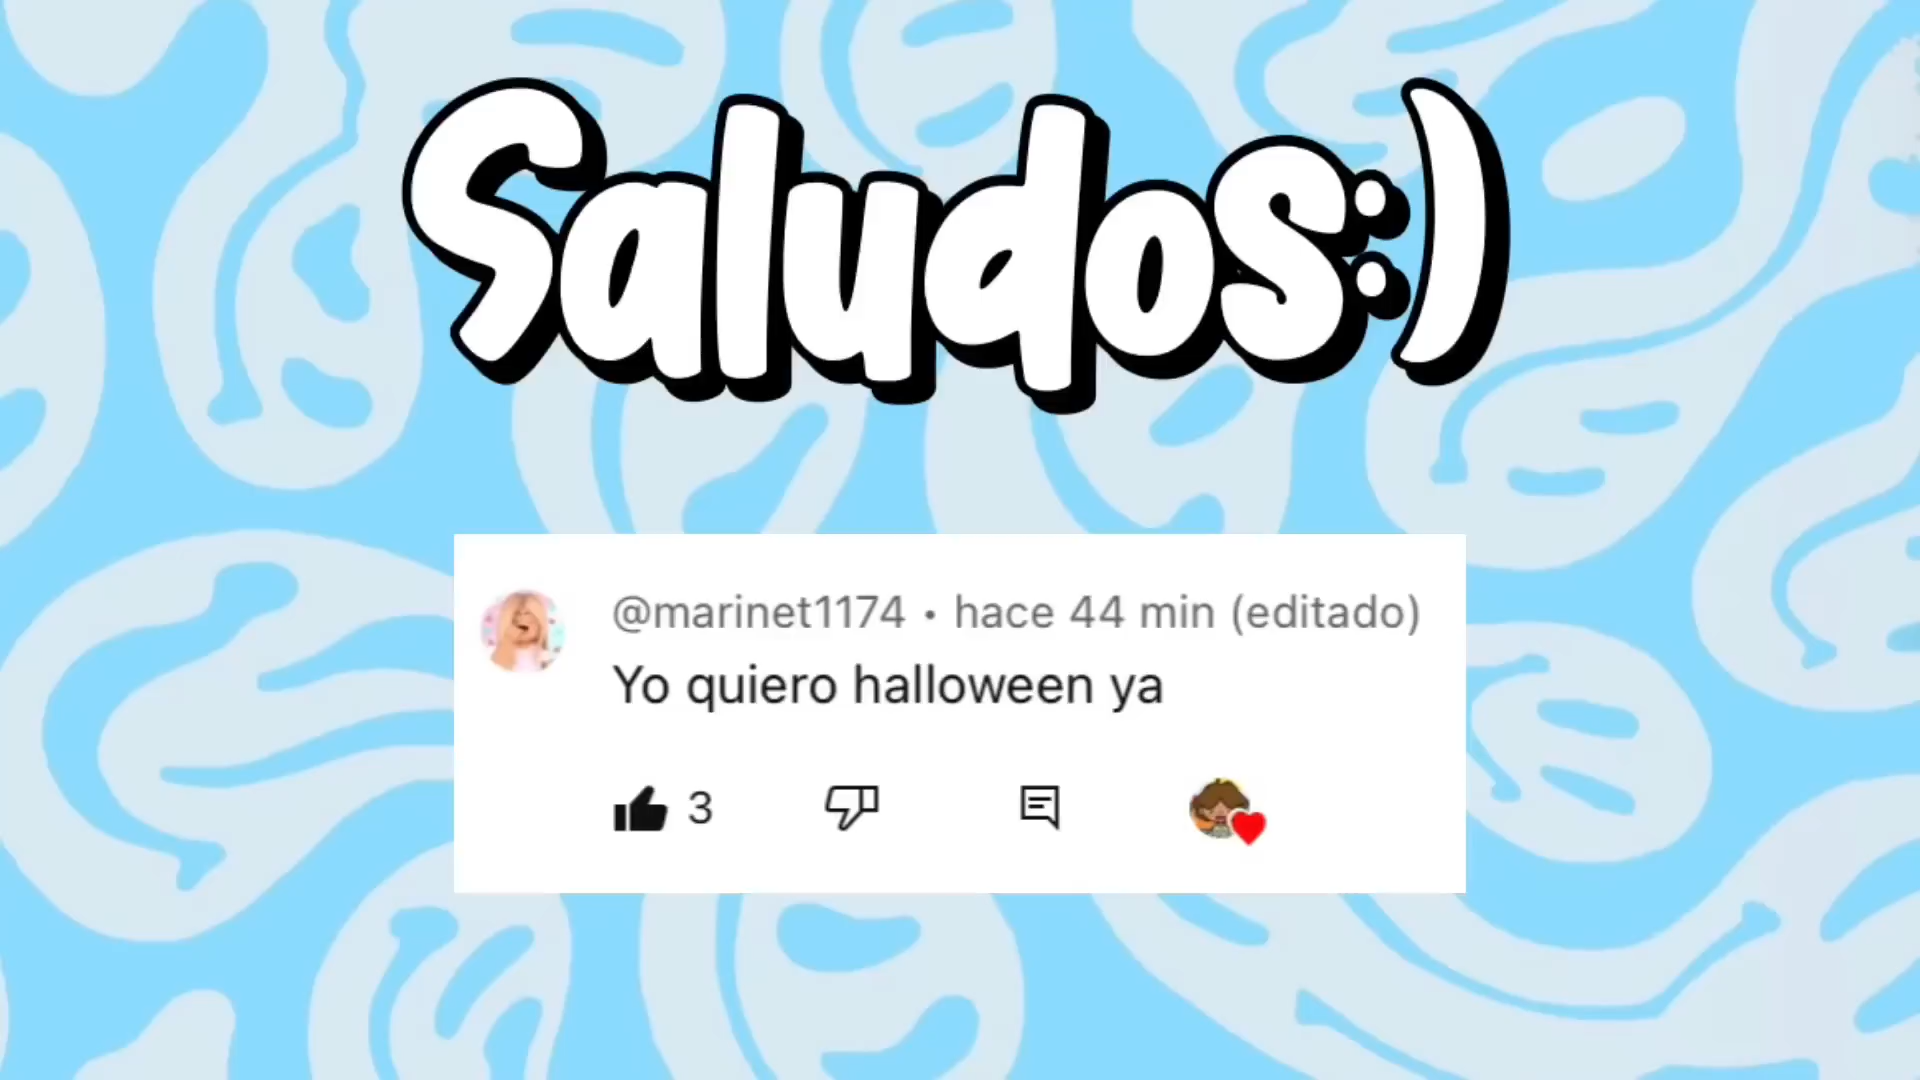 Saludos:)
@marinet1174 • hace 44 min (editado)
Yo quiero halloween ya
3